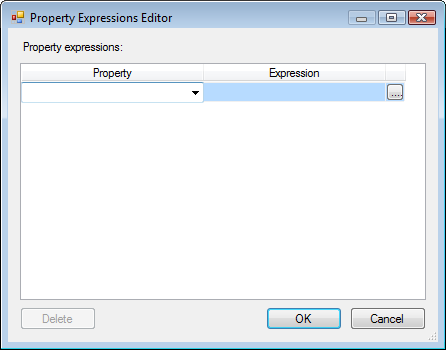 Property Expressions Editor
Property expressions:
Property Expression
...
Delete OK Cancel